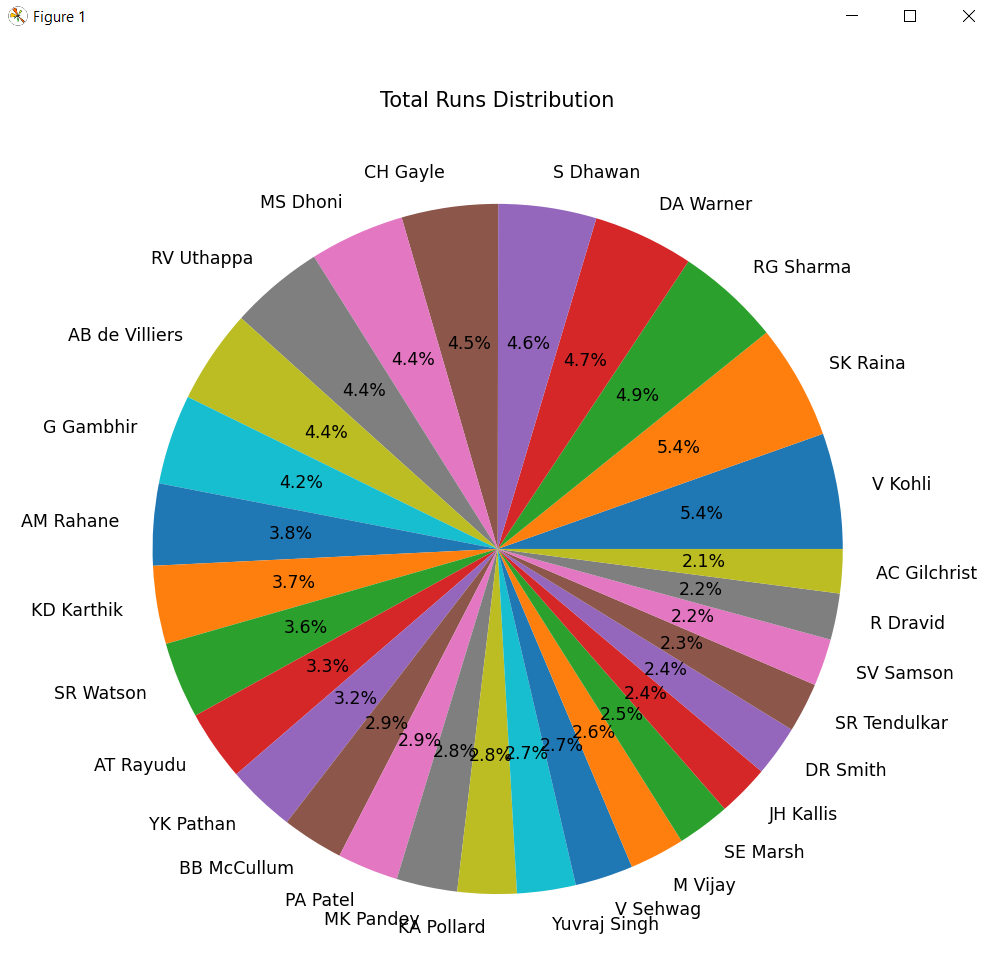 Figure 1
Total Runs Distribution
CH Gayle
S Dhawan
MS Dhoni
DA Warner
RV Uthappa
RG Sharma
AB de Villiers
SK Raina
G Gambhir
V Kohli
AM Rahane
AC Gilchrist
KD Karthik
R Dravid
SR Watson
SV Samson
AT Rayudu
SR Tendulkar
YK Pathan
DR Smith
BB McCullum
JH Kallis
PA Patel
SE Marsh
MK Pandey
M Vijay
KA Pollard
V Sehwag
Yuvraj Singh
5.4%
5.4%
4.9%
4.7%
4.6%
4.5%
4.4%
4.4%
4.4%
4.2%
3.8%
3.7%
3.6%
3.3%
3.2%
2.9%
2.9%
2.8%
2.8%
2.7%
2.7%
2.6%
2.5%
2.4%
2.4%
2.3%
2.2%
2.2%
2.1%